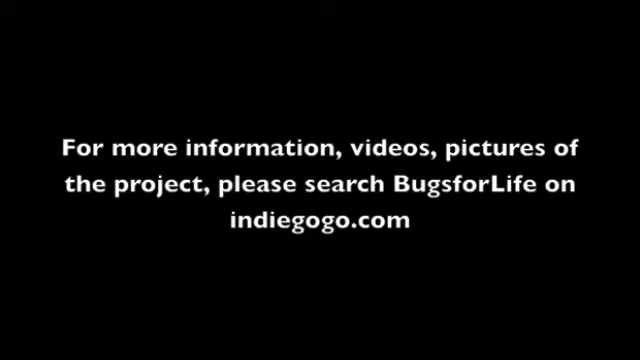 For more information, videos, pictures of
the project, please search BugsforLife on
indiegogo.com